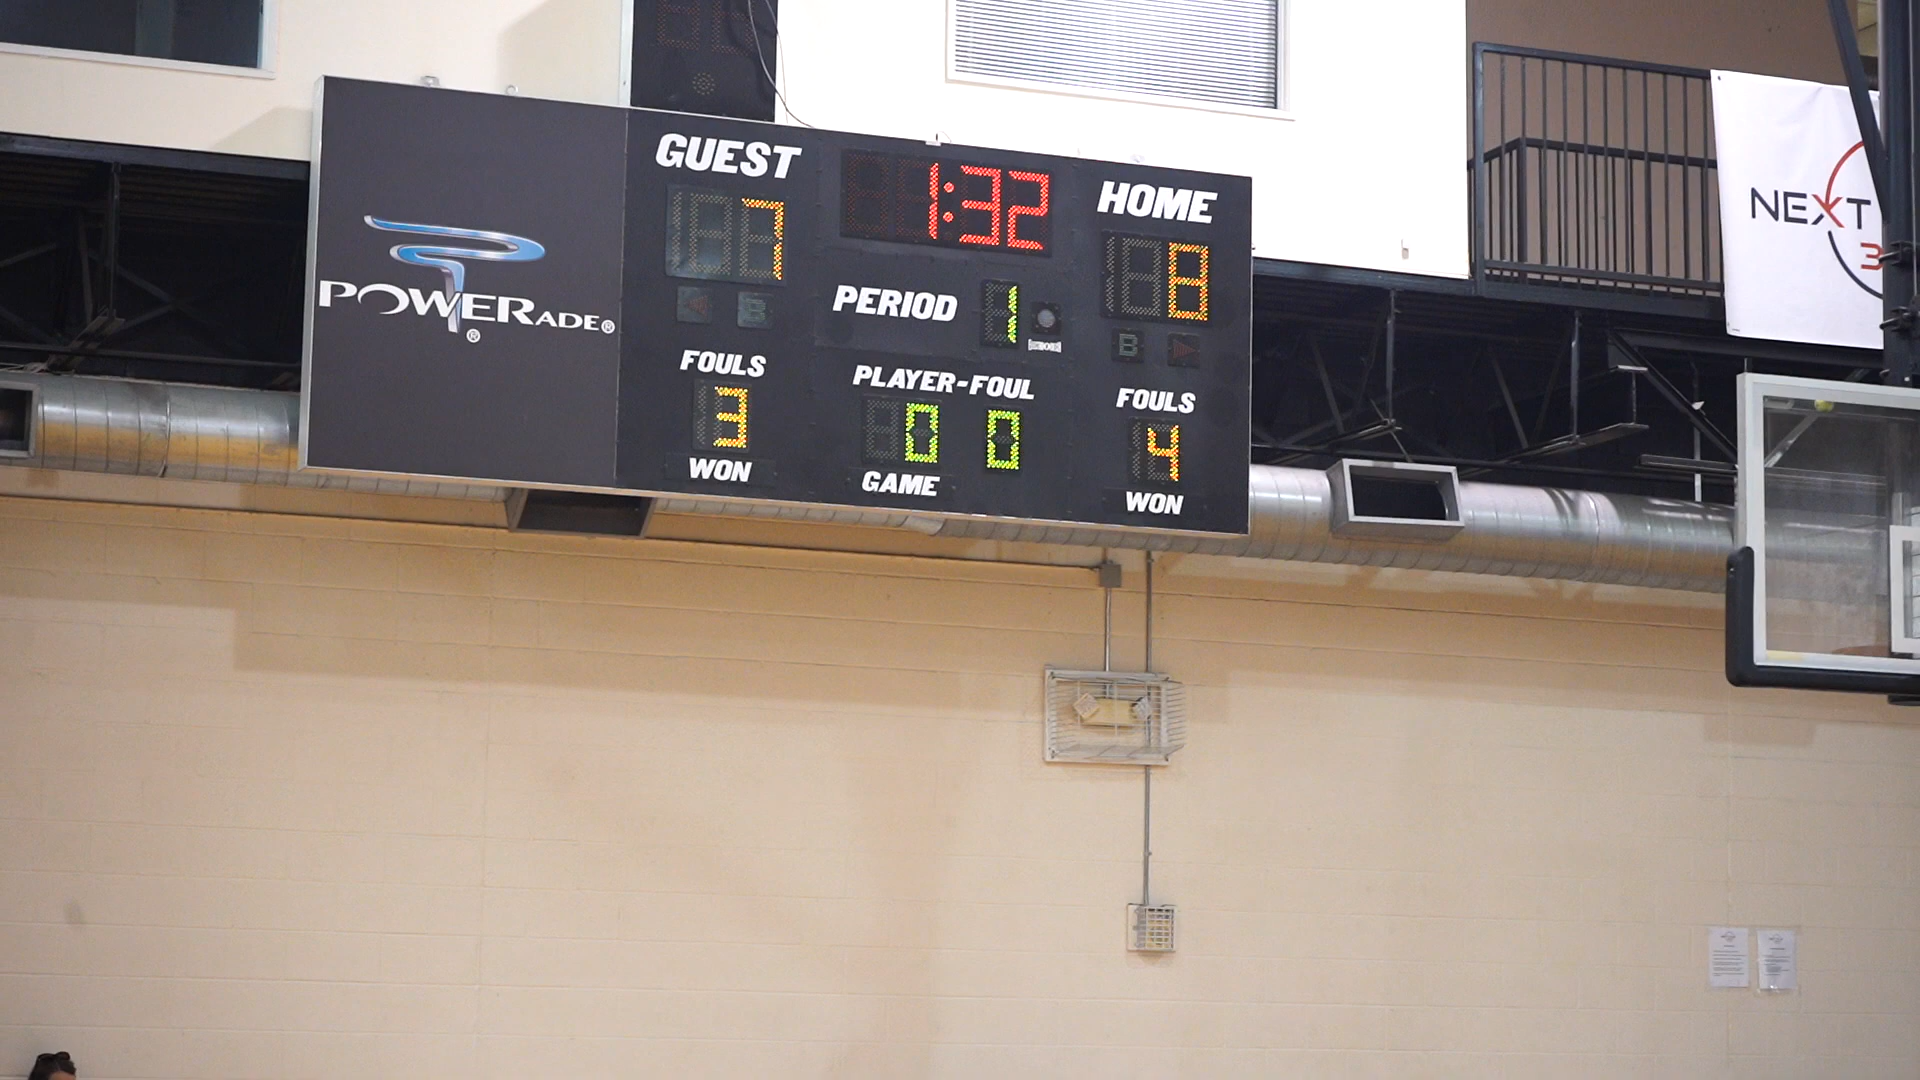 GUEST
1:32
HOME
7
8
PERIOD 1
POWERADE®
®
B
B
FOULS
PLAYER-FOUL
FOULS
3
0 0
4
WON
GAME
WON
NEXT
3